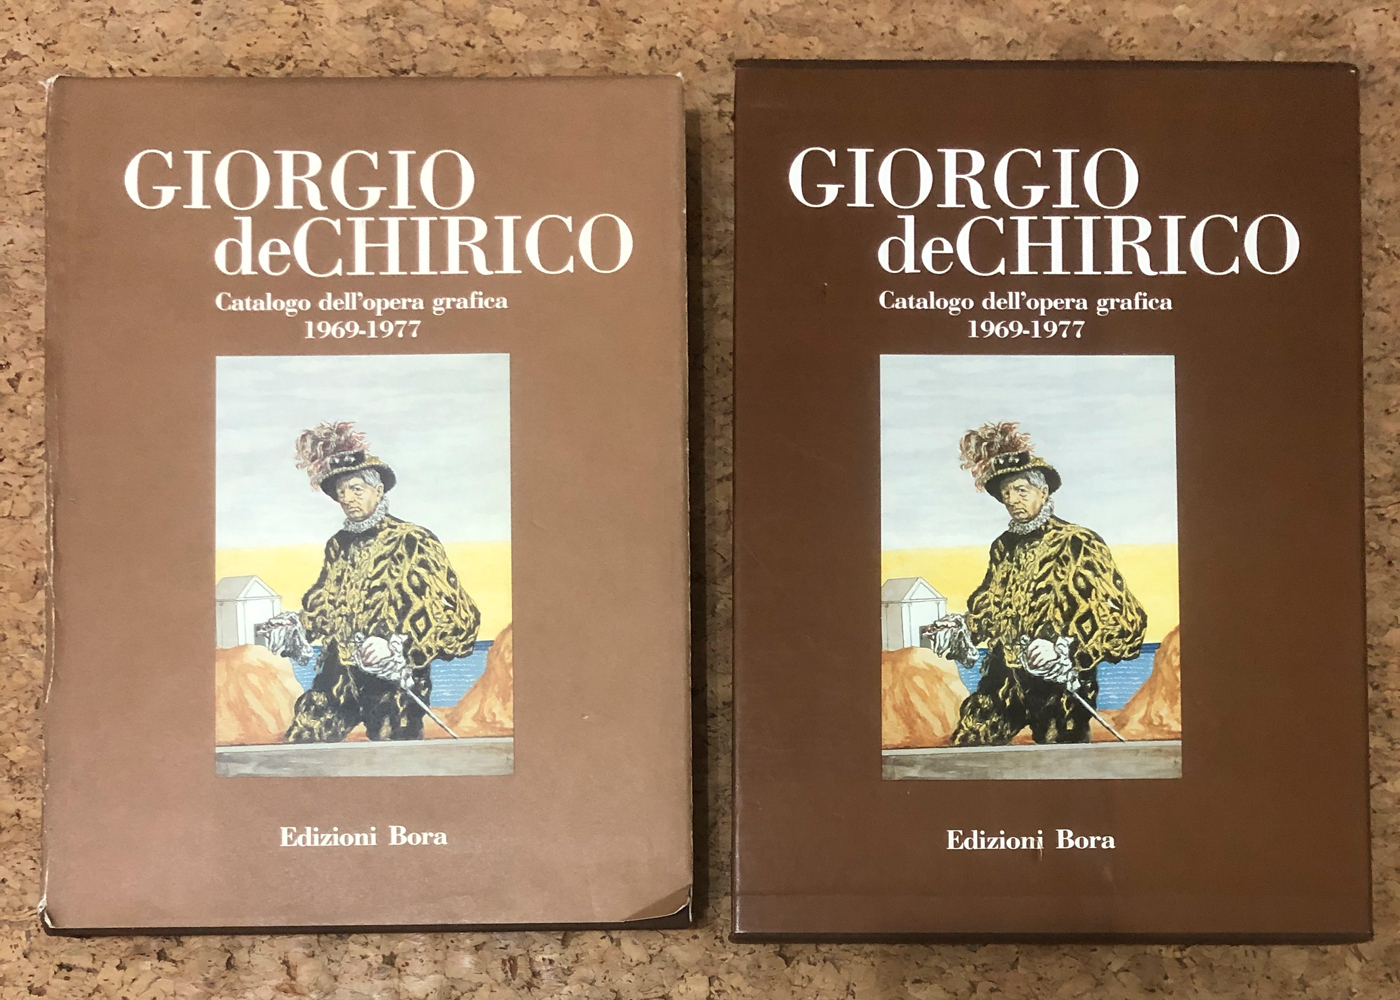 GIORGIO
deCHIRICO
Catalogo dell'opera grafica
1969-1977
Edizioni Bora
GIORGIO
deCHIRICO
Catalogo dell'opera grafica
1969-1977
Edizioni Bora